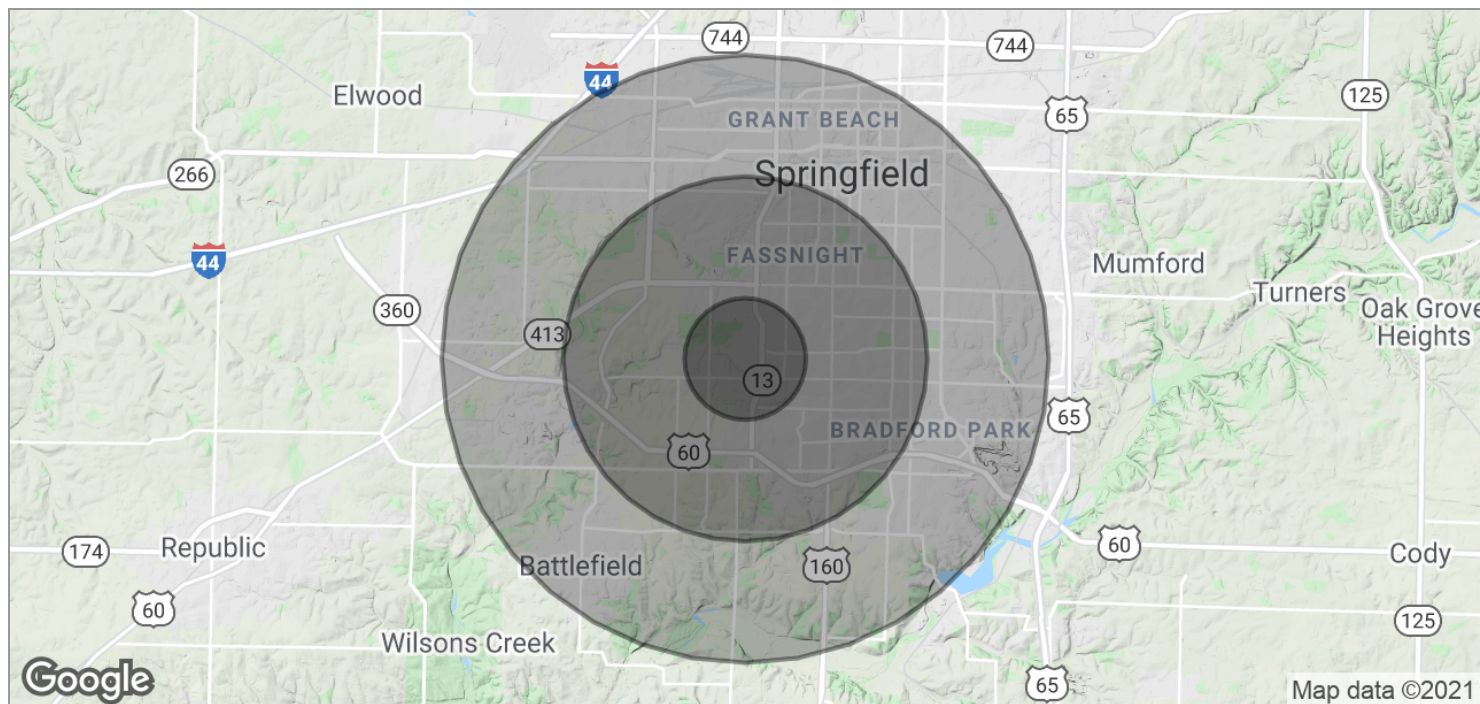 744
744
44
Elwood
125
65
GRANT BEACH
266
Springfield
FASSNIGHT
44
Mumford
Turners
360
Oak Grove
Heights
413
13
65
BRADFORD PARK
60
174
Republic
Battlefield
160
60
Cody
60
125
Wilsons Creek
65
Google
Map data ©2021